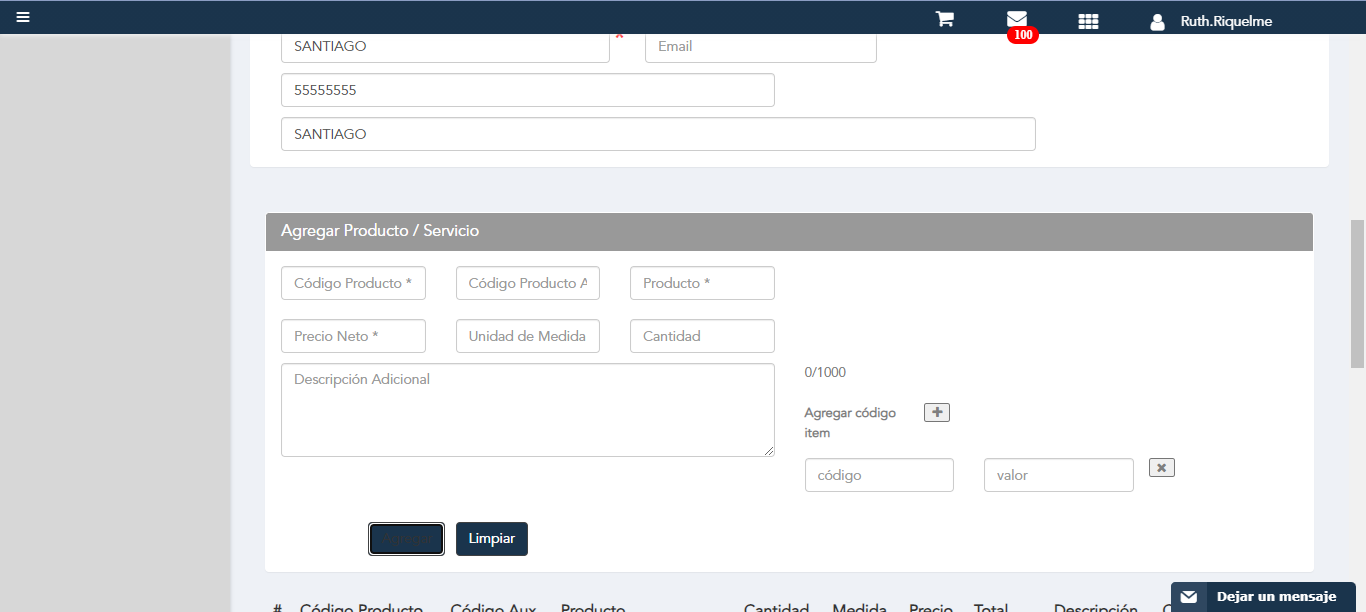 100
Ruth.Riquelme
SANTIAGO
*
Email
55555555
SANTIAGO
Agregar Producto / Servicio
Código Producto *
Código Producto A
Producto *
Precio Neto *
Unidad de Medida
Cantidad
Descripción Adicional
0/1000
Agregar código
item
código
valor
Agregar
Limpiar
# Código Producto Código Aux Producto Cantidad Medida Precio Total Descripción
Dejar un mensaje